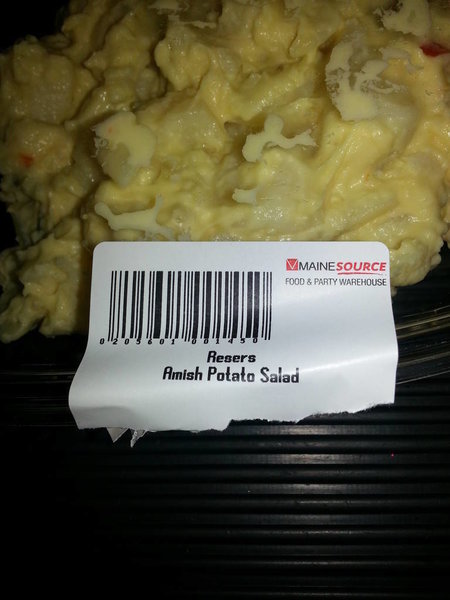 MAINESOURCE
FOOD & PARTY WAREHOUSE
0 205601 001450
Resers
Amish Potato Salad